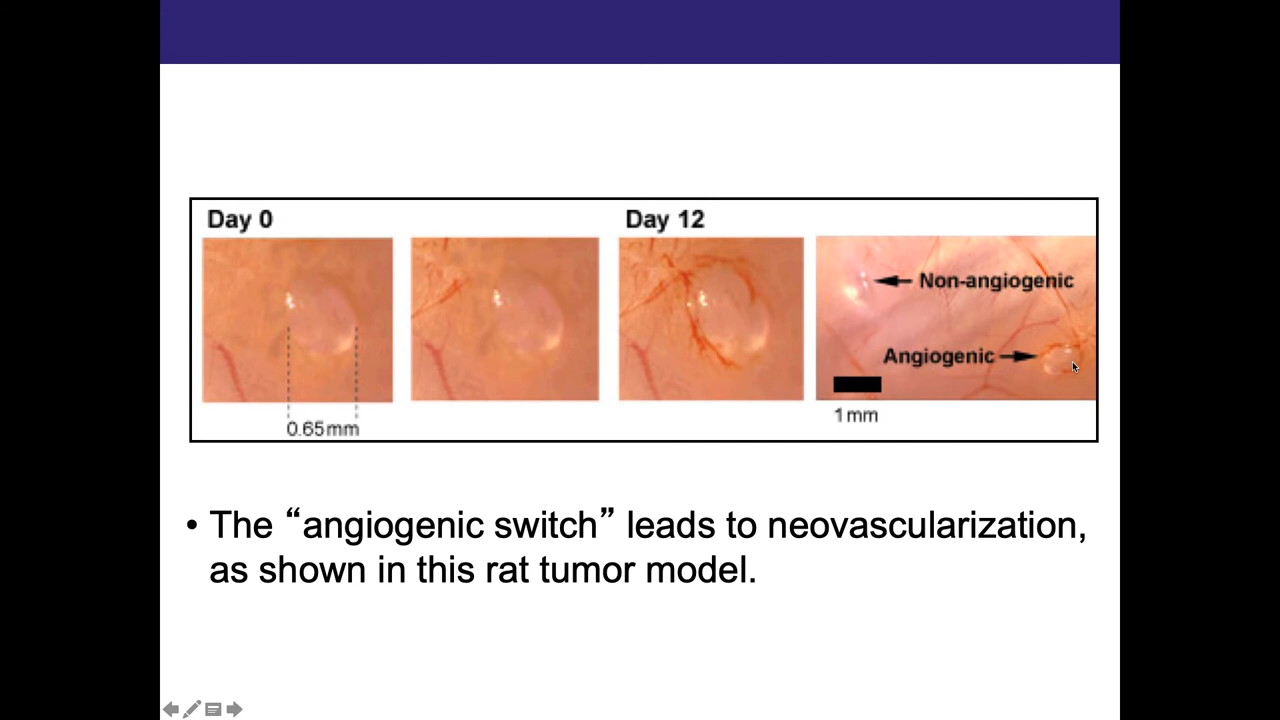 Day 0
Day 12
Non-angiogenic
Angiogenic
1mm
0.65mm
• The “angiogenic switch” leads to neovascularization,
as shown in this rat tumor model.